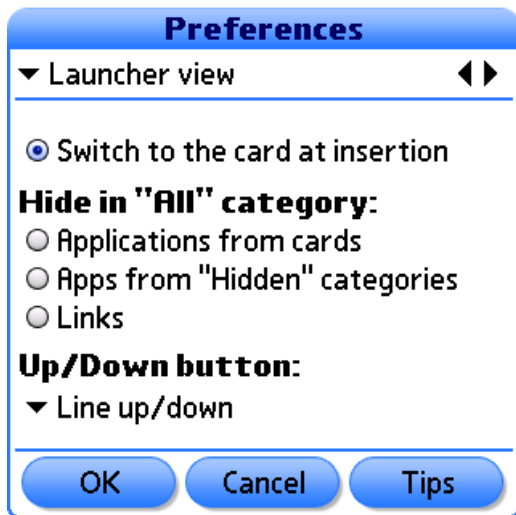 Preferences
Launcher view
Switch to the card at insertion
Hide in "All" category:
Applications from cards
Apps from "Hidden" categories
Links
Up/Down button:
Line up/down
OK Cancel Tips